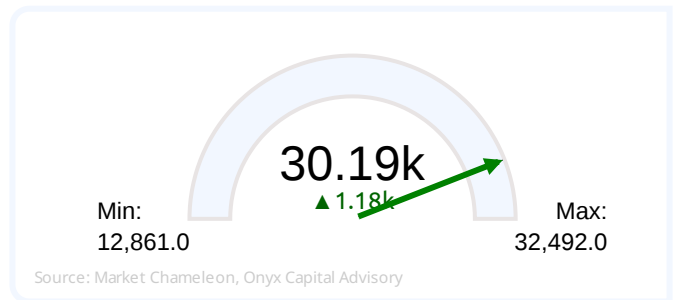 30.19k
▲1.18k
Min:
12,861.0
Max:
32,492.0
Source: Market Chameleon, Onyx Capital Advisory